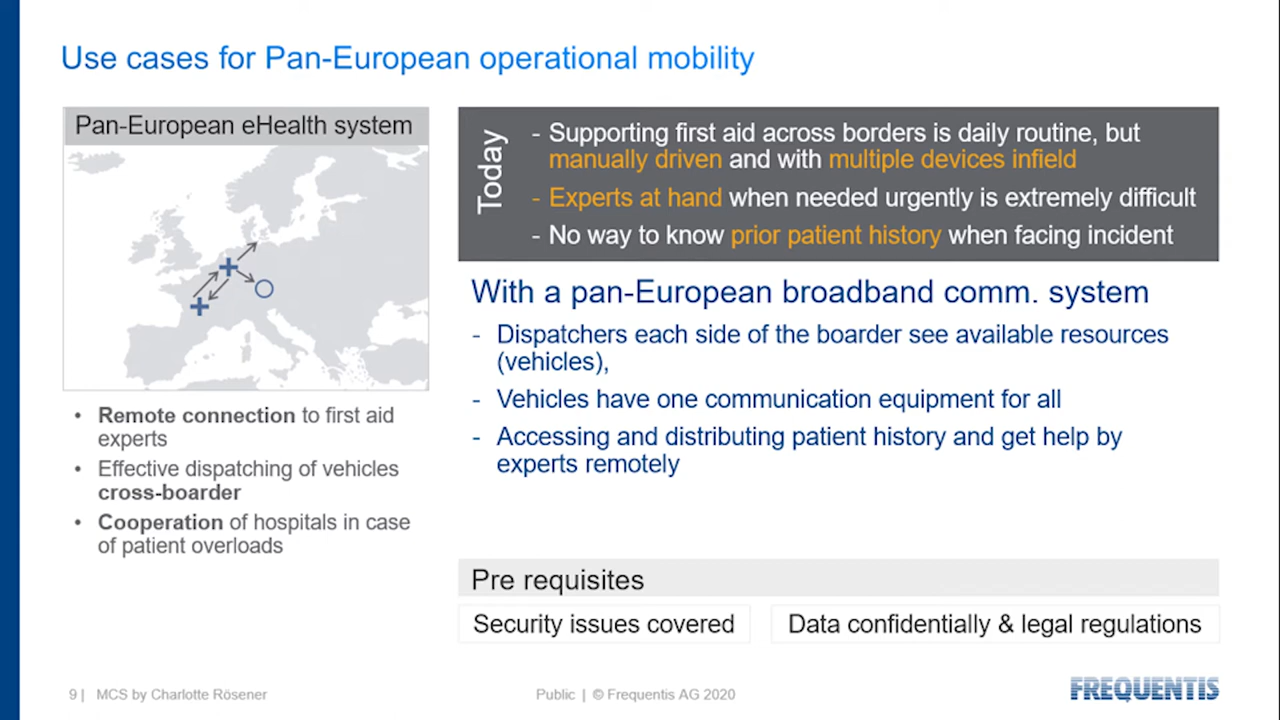 Use cases for Pan-European operational mobility
Pan-European eHealth system
• Remote connection to first aid
experts
• Effective dispatching of vehicles
cross-boarder
• Cooperation of hospitals in case
of patient overloads
Today
- Supporting first aid across borders is daily routine, but
manually driven and with multiple devices infield
- Experts at hand when needed urgently is extremely difficult
- No way to know prior patient history when facing incident
With a pan-European broadband comm. system
- Dispatchers each side of the boarder see available resources
(vehicles),
- Vehicles have one communication equipment for all
- Accessing and distributing patient history and get help by
experts remotely
Pre requisites
Security issues covered
Data confidentially & legal regulations
9 | MCS by Charlotte Rösener
Public | © Frequentis AG 2020
FREQUENTIS